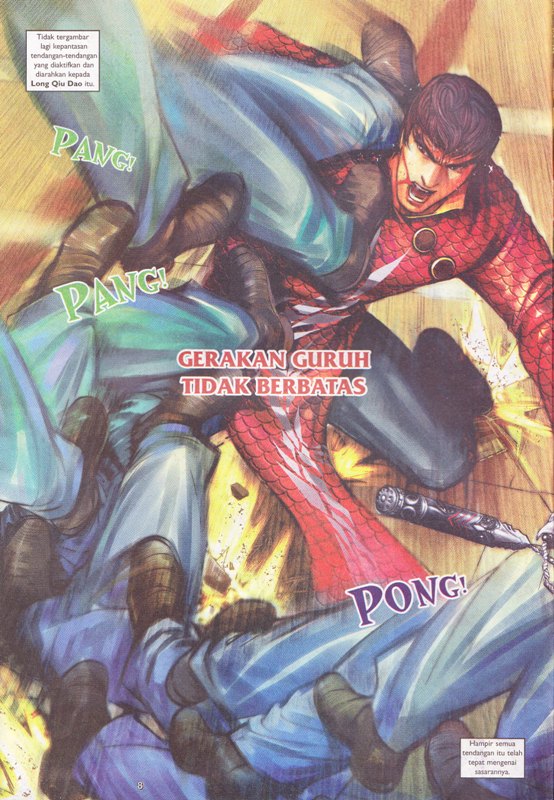 Tidak tergambar
lagi kepantasan
tendangan-tendangan
yang diaktifkan dan
diarahkan kepada
Long Qiu Dao itu.
PANG!
PANG!
GERAKAN GURUH
TIDAK BERBATAS
PONG!
Hampir semua
tendangan itu telah
tepat mengenai
sasarannya.
8